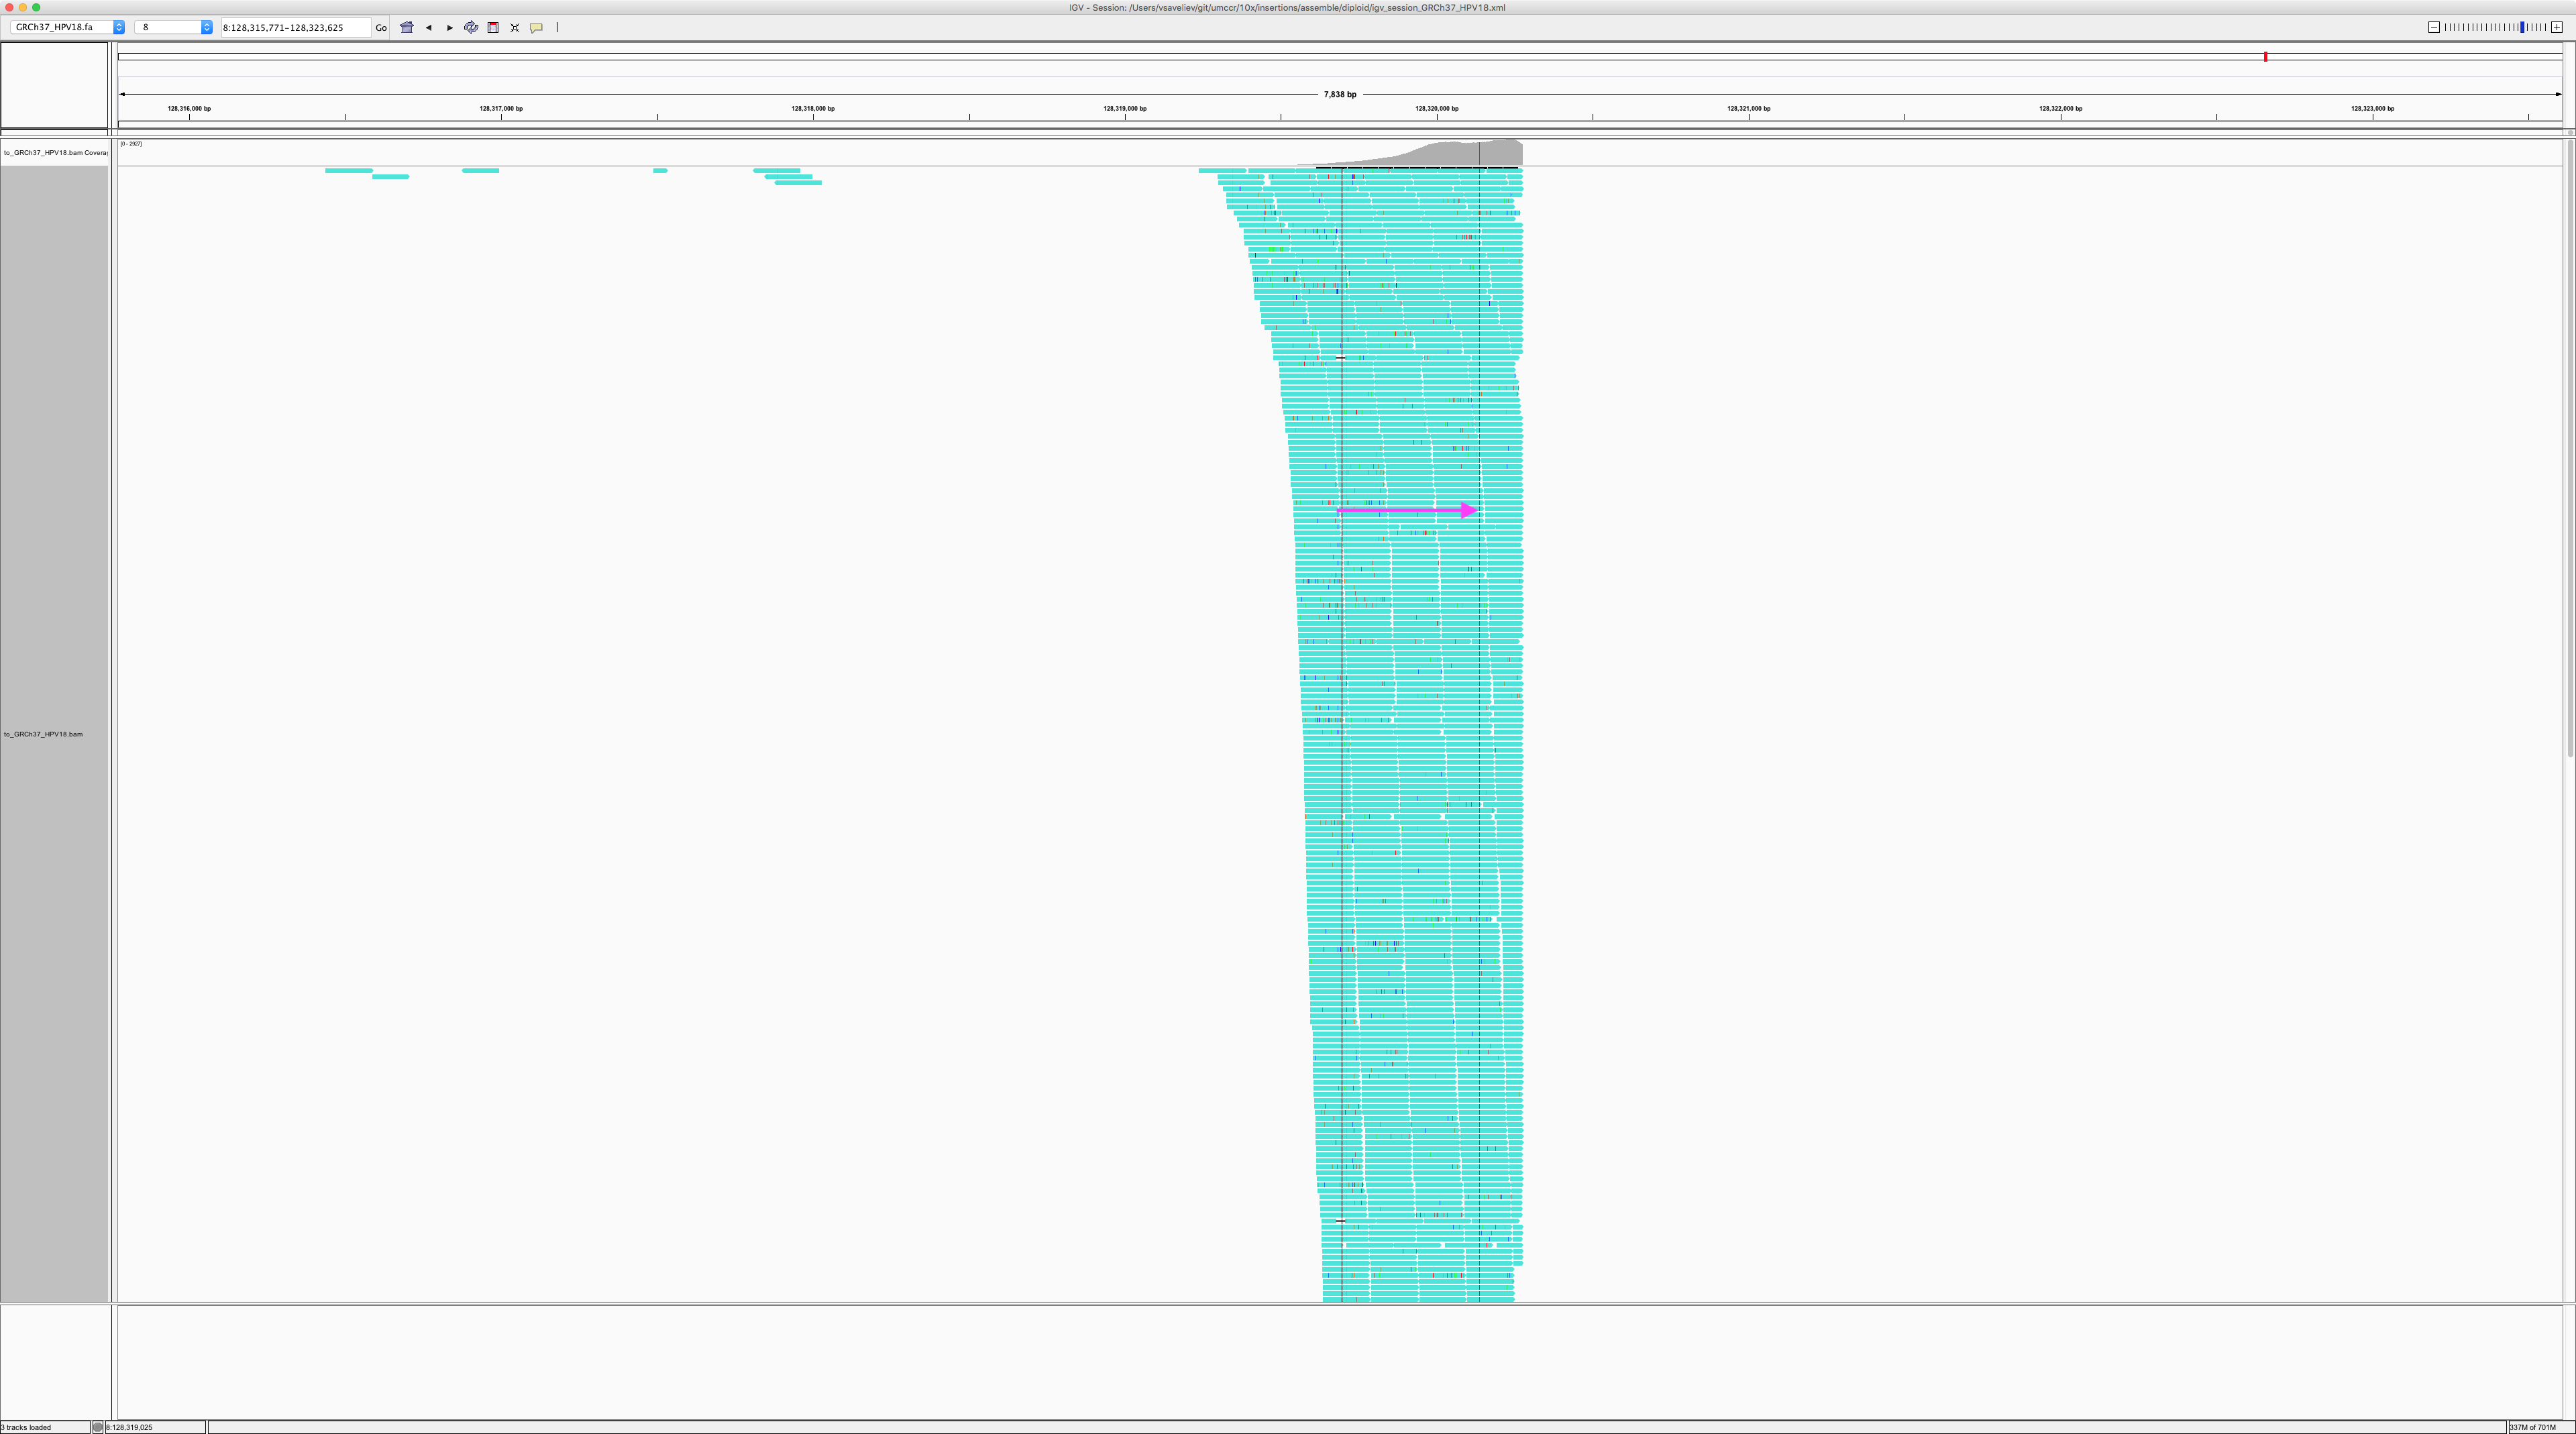 IGV - Session: /Users/vsaveliev/git/umccr/10x/insertions/assemble/diploid/igv_session_GRCh37_HPV18.xml
GRCh37_HPV18.fa 8 8:128,315,771-128,323,625 Go
7,838 bp
128,316,000 bp 128,317,000 bp 128,318,000 bp 128,319,000 bp 128,320,000 bp 128,321,000 bp 128,322,000 bp 128,323,000 bp
to_GRCh37_HPV18.bam Covera
[0 - 2927]
to_GRCh37_HPV18.bam
3 tracks loaded 8:128,319,025 337M of 701M